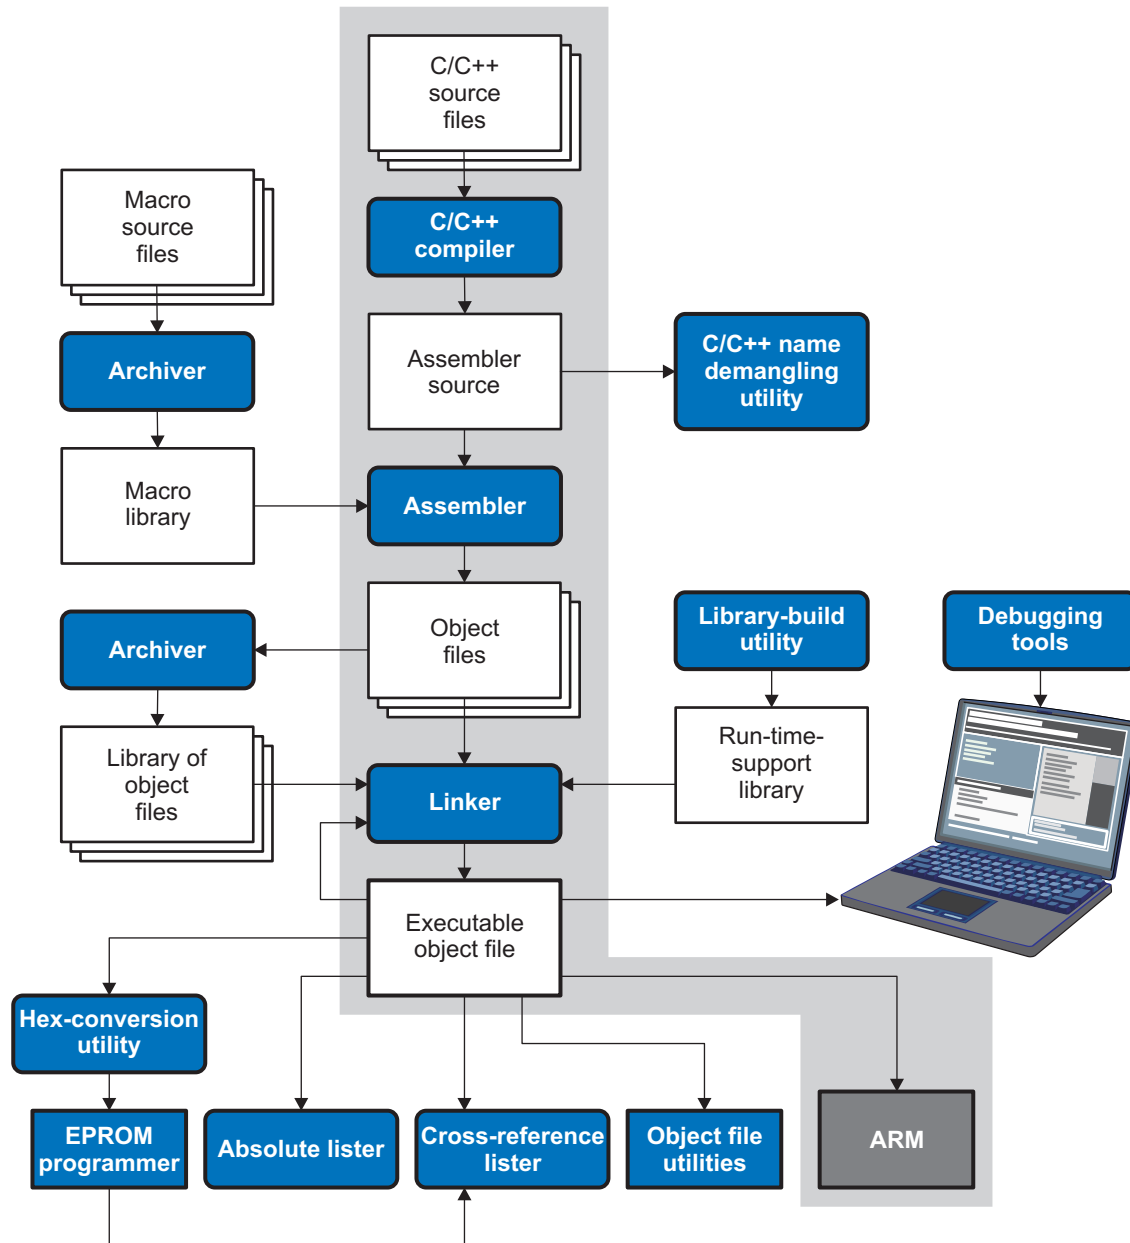 C/C++
source
files
Macro
source
files
C/C++
compiler
Archiver
Assembler
source
C/C++ name
demangling
utility
Macro
library
Assembler
Archiver
Object
files
Library-build
utility
Debugging
tools
Library of
object
files
Linker
Run-time-
support
library
Executable
object file
Hex-conversion
utility
EPROM
programmer
Absolute lister
Cross-reference
lister
Object file
utilities
ARM